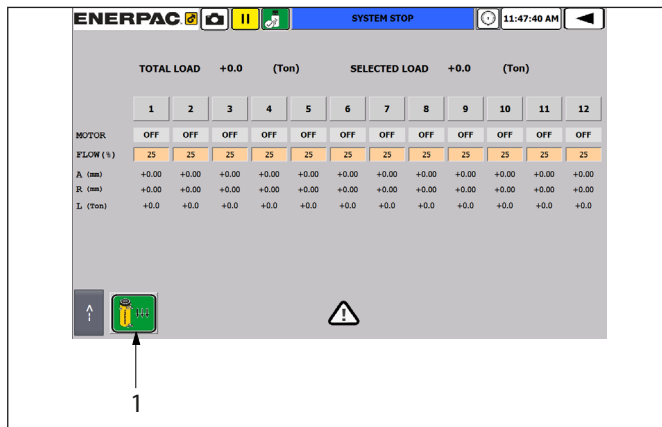 ENERPAC. SYSTEM STOP 11:47:40 AM
TOTAL LOAD +0.0 (Ton) SELECTED LOAD +0.0 (Ton)
1 2 3 4 5 6 7 8 9 10 11 12
MOTOR OFF OFF OFF OFF OFF OFF OFF OFF OFF OFF OFF OFF
FLOW(%) 25 25 25 25 25 25 25 25 25 25 25 25
A (mm) +0.00 +0.00 +0.00 +0.00 +0.00 +0.00 +0.00 +0.00 +0.00 +0.00 +0.00 +0.00
R (mm) +0.00 +0.00 +0.00 +0.00 +0.00 +0.00 +0.00 +0.00 +0.00 +0.00 +0.00 +0.00
L (Ton) +0.0 +0.0 +0.0 +0.0 +0.0 +0.0 +0.0 +0.0 +0.0 +0.0 +0.0 +0.0
1